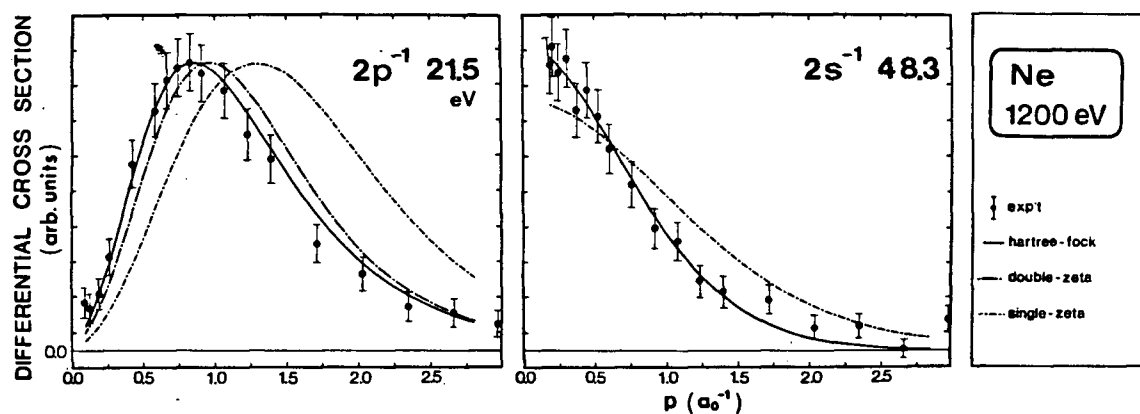 DIFFERENTIAL CROSS SECTION
(arb. units)
2p⁻¹ 21.5
eV
0.0
0.0 0.5 1.0 1.5 2.0 2.5
2s⁻¹ 48.3
0.0 0.5 1.0 1.5 2.0 2.5
p (a₀⁻¹)
Ne
1200 eV
exp't
hartree-fock
double-zeta
single-zeta